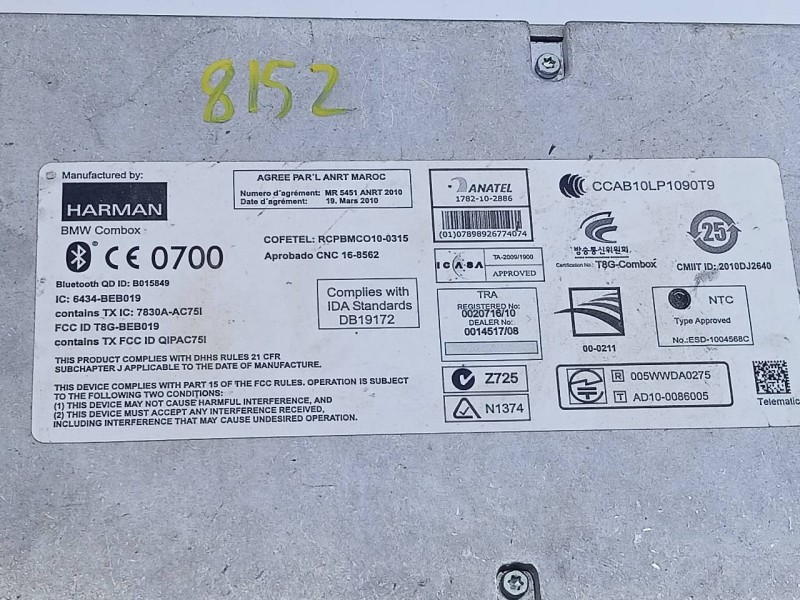 8152
Manufactured by:
HARMAN
BMW Combox
CE 0700
Bluetooth QD ID: B015849
IC: 6434-BEB019
contains TX IC: 7830A-AC75I
FCC ID T8G-BEB019
contains TX FCC ID QIPAC75I
THIS PRODUCT COMPLIES WITH DHHS RULES 21 CFR
SUBCHAPTER J APPLICABLE TO THE DATE OF MANUFACTURE.
THIS DEVICE COMPLIES WITH PART 15 OF THE FCC RULES. OPERATION IS SUBJECT
TO THE FOLLOWING TWO CONDITIONS:
(1) THIS DEVICE MAY NOT CAUSE HARMFUL INTERFERENCE, AND
(2) THIS DEVICE MUST ACCEPT ANY INTERFERENCE RECEIVED,
INCLUDING INTERFERENCE THAT MAY CAUSE UNDESIRED OPERATION.
AGREE PAR'L ANRT MAROC
Numero d'agrément: MR 5451 ANRT 2010
Date d'agrément: 19. Mars 2010
COFETEL: RCPBMCO10-0315
Aprobado CNC 16-8562
Complies with
IDA Standards
DB19172
ANATEL
1782-10-2886
(01)07898926774074
ICASA
TA-2009/1900
APPROVED
TRA
REGISTERED No:
0020716/10
DEALER No:
0014517/08
Z725
N1374
CCAB10LP1090T9
방송통신위원회
Certification No.: T8G-Combox
25
CMIIT ID: 2010DJ2640
00-0211
NTC
Type Approved
No.: ESD-1004568C
R 005WWDA0275
T AD10-0086005
Telematic